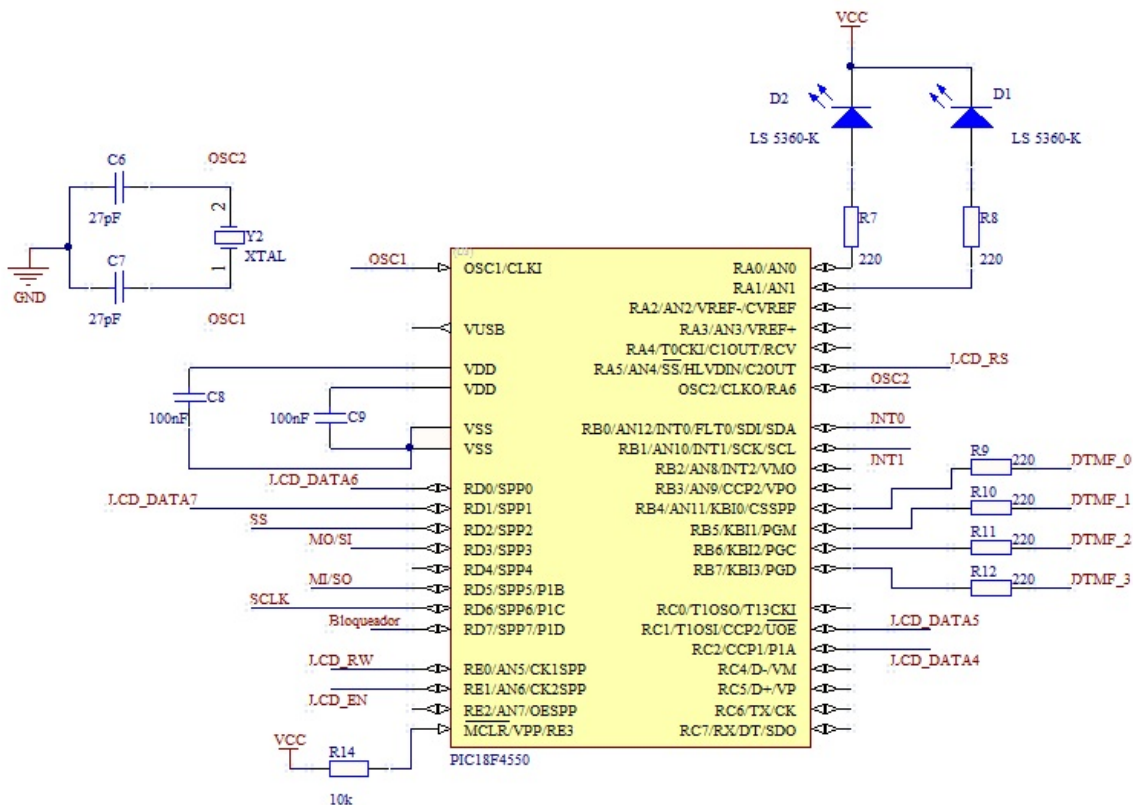 VCC
D2
D1
LS 5360-K
LS 5360-K
C6
OSC2
27pF
2
Y2
XTAL
C7
1
GND
27pF
OSC1
R7
220
R8
220
OSC1
OSC1/CLKI
VUSB
VDD
VDD
VSS
VSS
C8
100nF
C9
100nF
LCD_DATA6
RD0/SPP0
LCD_DATA7
RD1/SPP1
SS
RD2/SPP2
MO/SI
RD3/SPP3
RD4/SPP4
MI/SO
RD5/SPP5/P1B
SCLK
RD6/SPP6/P1C
Bloqueador
RD7/SPP7/P1D
LCD_RW
RE0/AN5/CK1SPP
LCD_EN
RE1/AN6/CK2SPP
RE2/AN7/OESPP
MCLR/VPP/RE3
VCC
R14
10k
PIC18F4550
RA0/AN0
RA1/AN1
RA2/AN2/VREF-/CVREF
RA3/AN3/VREF+
RA4/T0CKI/C1OUT/RCV
RA5/AN4/SS/HLVDIN/C2OUT
LCD_RS
OSC2/CLKO/RA6
OSC2
RB0/AN12/INT0/FLT0/SDI/SDA
INT0
RB1/AN10/INT1/SCK/SCL
INT1
RB2/AN8/INT2/VMO
RB3/AN9/CCP2/VPO
RB4/AN11/KBI0/CSSPP
RB5/KBI1/PGM
RB6/KBI2/PGC
RB7/KBI3/PGD
R9
220
DTMF_0
R10
220
DTMF_1
R11
220
DTMF_2
R12
220
DTMF_3
RC0/T1OSO/T13CKI
RC1/T1OSI/CCP2/UOE
LCD_DATA5
RC2/CCP1/P1A
LCD_DATA4
RC4/D-/VM
RC5/D+/VP
RC6/TX/CK
RC7/RX/DT/SDO